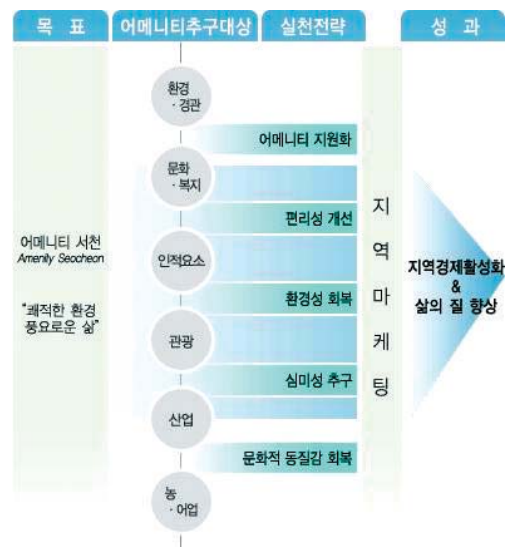 목 표
어메니티추구대상
실천전략
성 과
환경
·경관
어메니티 지원화
문화
·복지
편리성 개선
어메니티 서천
Amenily Seocheon
“쾌적한 환경
풍요로운 삶”
인적요소
환경성 회복
관광
심미성 추구
산업
문화적 동질감 회복
농
·어업
지
역
마
케
팅
지역경제활성화
&
삶의 질 향상